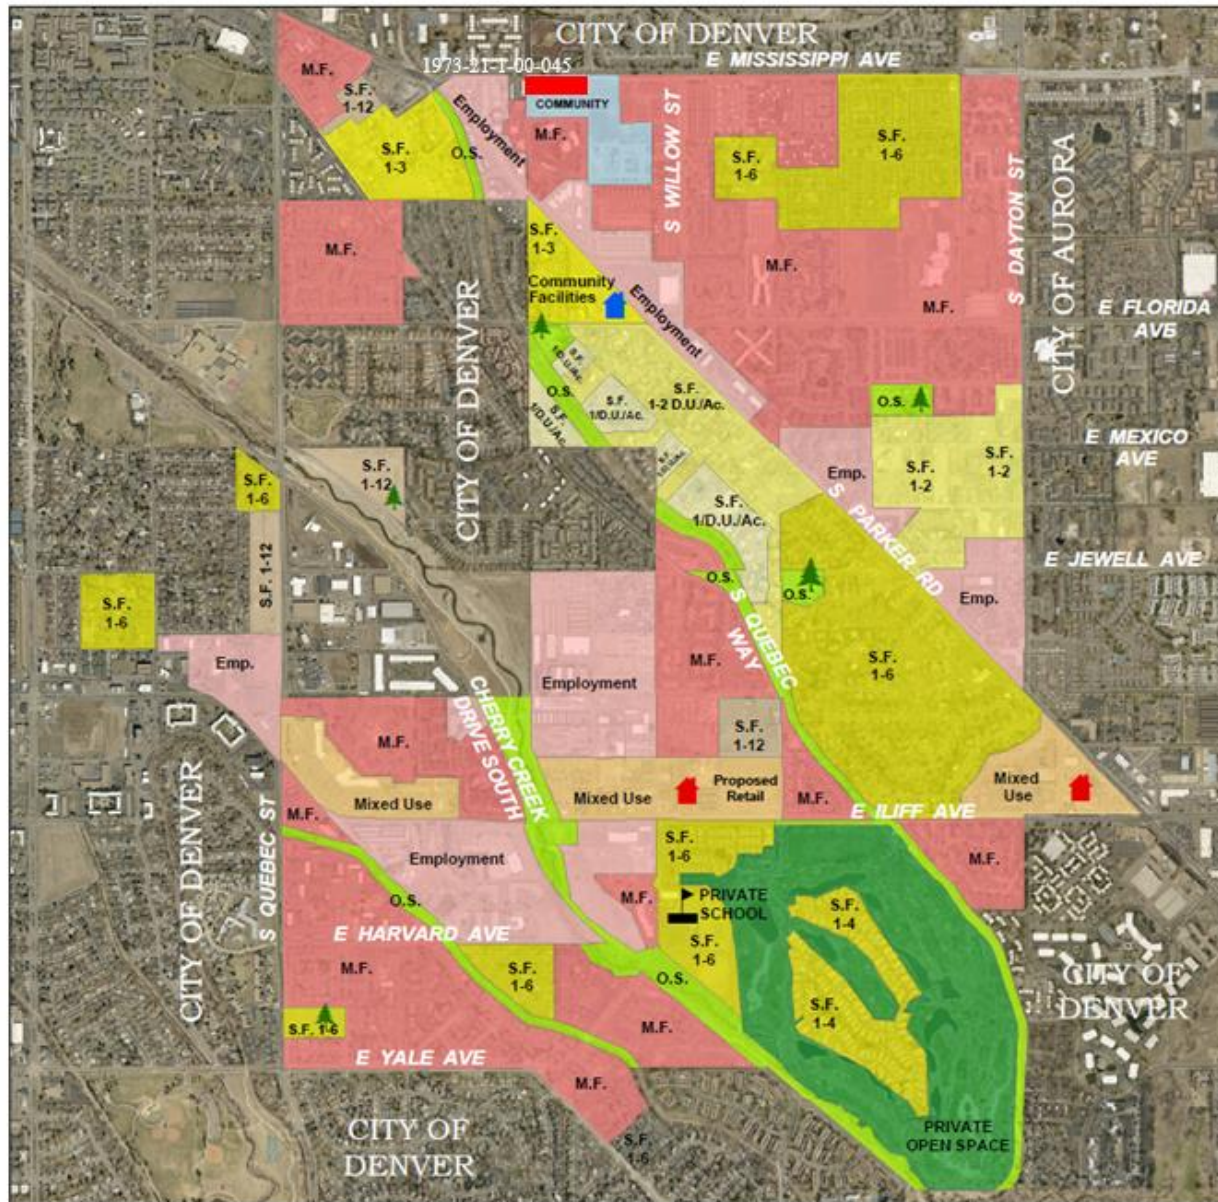 CITY OF DENVER
E MISSISSIPPI AVE
1973-21-1-00-045
M.F.
S.F.
1-12
Employment
COMMUNITY
M.F.
S WILLOW ST
S.F.
1-3
O.S.
S.F.
1-6
S.F.
1-6
S DAYTON ST
CITY OF AURORA
M.F.
S.F.
1-3
Community
Facilities
Employment
M.F.
M.F.
E FLORIDA
AVE
CITY OF DENVER
S.F.
1/D.U./Ac.
O.S.
S.F.
1/D.U./Ac.
S.F.
1/D.U./Ac.
S.F.
1-2 D.U./Ac.
O.S.
E MEXICO
AVE
S.F.
1-6
S.F.
1-12
S.F.
Emp.
S.F.
1-2
S.F.
1-2
S.F.
1/D.U./Ac.
S PARKER RD
S.F. 1-12
E JEWELL AVE
S.F.
1-6
O.S.
O.S.
Emp.
S QUEBEC
WAY
Emp.
M.F.
S.F.
1-6
Employment
CHERRY CREEK
DRIVE SOUTH
M.F.
S.F.
1-12
Mixed Use
Mixed Use
Proposed
Retail
M.F.
Mixed
Use
E ILIFF AVE
M.F.
CITY OF DENVER
S QUEBEC ST
Employment
S.F.
1-6
M.F.
O.S.
M.F.
PRIVATE
SCHOOL
S.F.
1-4
E HARVARD AVE
M.F.
S.F.
1-6
S.F.
1-6
O.S.
CITY OF
DENVER
S.F.
1-4
S.F. 1-6
M.F.
E YALE AVE
M.F.
CITY OF
DENVER
S.F.
1-6
PRIVATE
OPEN SPACE